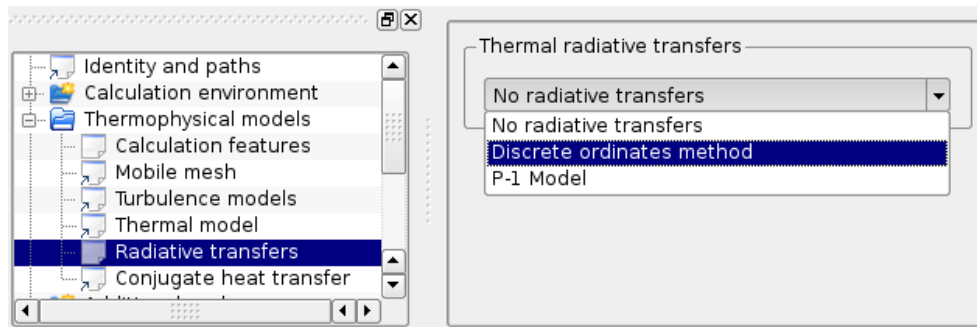 Identity and paths
Calculation environment
Thermophysical models
Calculation features
Mobile mesh
Turbulence models
Thermal model
Radiative transfers
Conjugate heat transfer
Thermal radiative transfers
No radiative transfers
No radiative transfers
Discrete ordinates method
P-1 Model